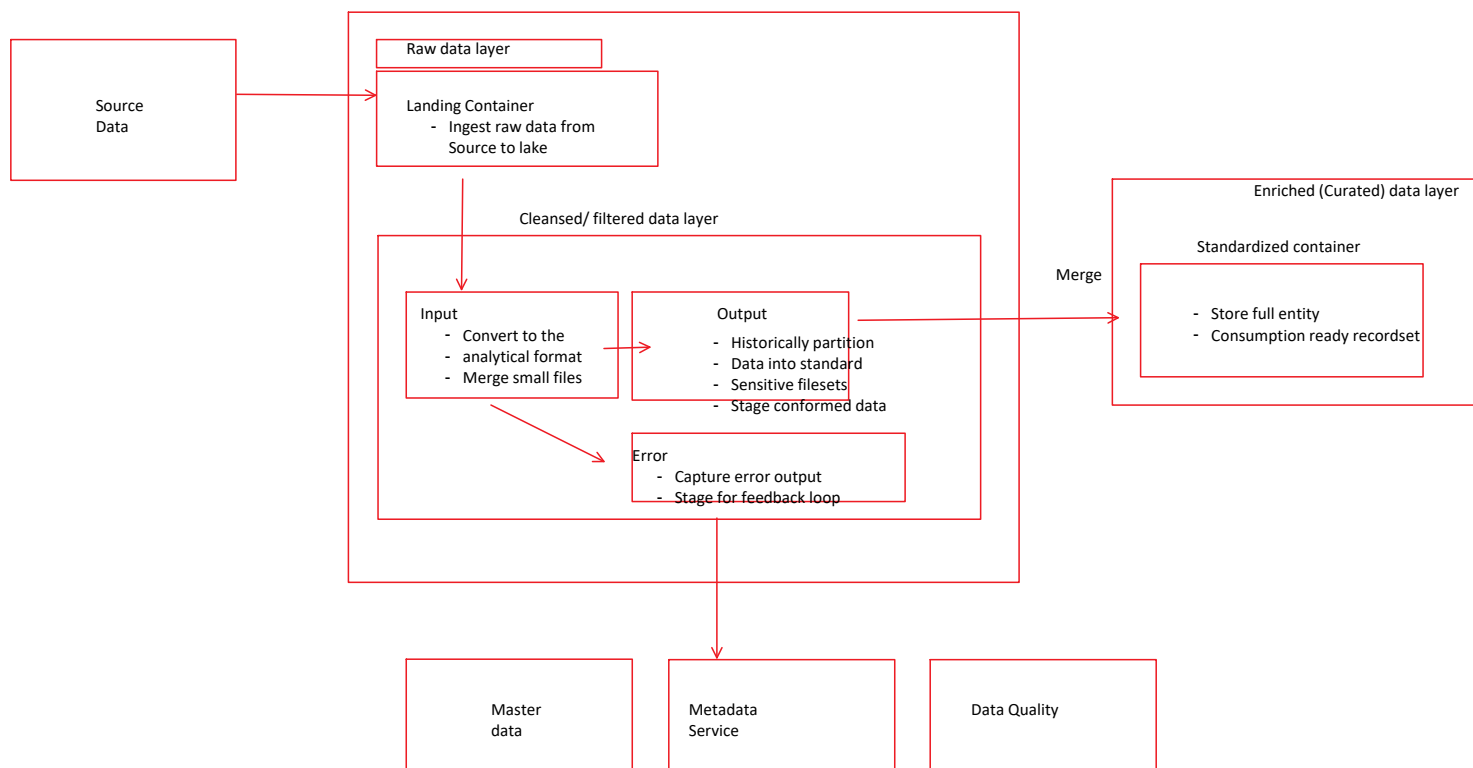 Source
Data
Raw data layer
Landing Container
- Ingest raw data from
Source to lake
Cleansed/ filtered data layer
Input
- Convert to the
- analytical format
- Merge small files
Output
- Historically partition
- Data into standard
- Sensitive filesets
- Stage conformed data
Error
- Capture error output
- Stage for feedback loop
Merge
Enriched (Curated) data layer
Standardized container
- Store full entity
- Consumption ready recordset
Master
data
Metadata
Service
Data Quality